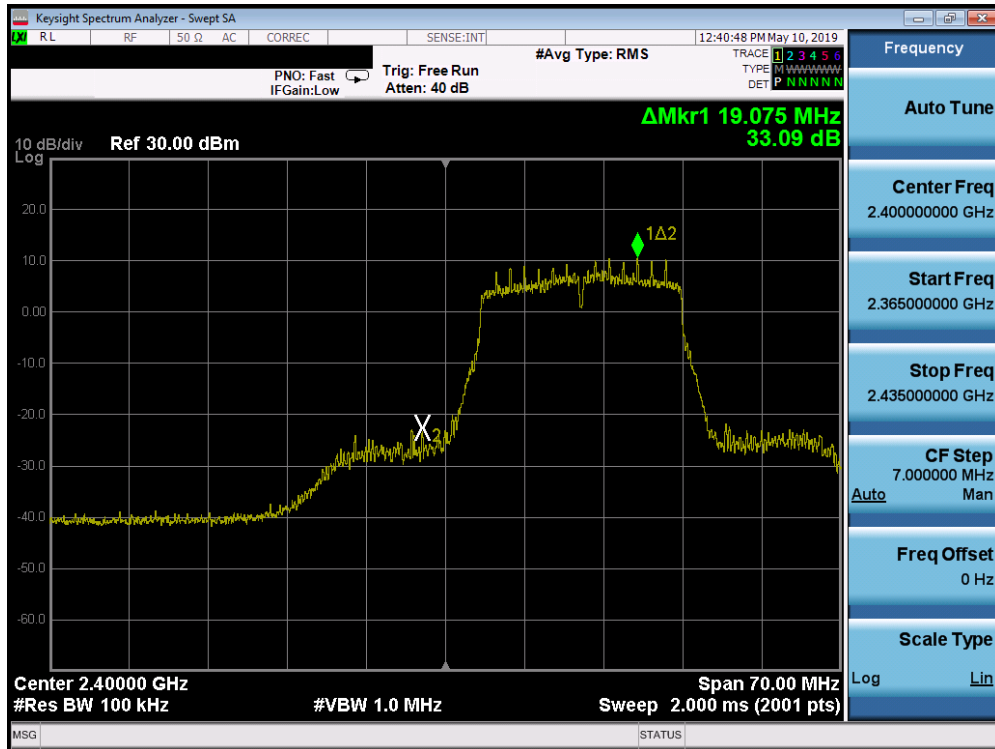 Keysight Spectrum Analyzer - Swept SA
LXI RL RF 50 Ω AC CORREC SENSE:INT 12:40:48 PM May 10, 2019
#Avg Type: RMS TRACE 1 2 3 4 5 6
PNO: Fast Trig: Free Run TYPE M WWWWW
IFGain:Low Atten: 40 dB DET P N N N N N
ΔMkr1 19.075 MHz
33.09 dB
10 dB/div Ref 30.00 dBm
Log
20.0
1Δ2
10.0
0.00
-10.0
-20.0
X2
-30.0
-40.0
-50.0
-60.0
Center 2.40000 GHz Span 70.00 MHz
#Res BW 100 kHz #VBW 1.0 MHz Sweep 2.000 ms (2001 pts)
MSG STATUS
Frequency
Auto Tune
Center Freq
2.400000000 GHz
Start Freq
2.365000000 GHz
Stop Freq
2.435000000 GHz
CF Step
7.000000 MHz
Auto Man
Freq Offset
0 Hz
Scale Type
Log Lin